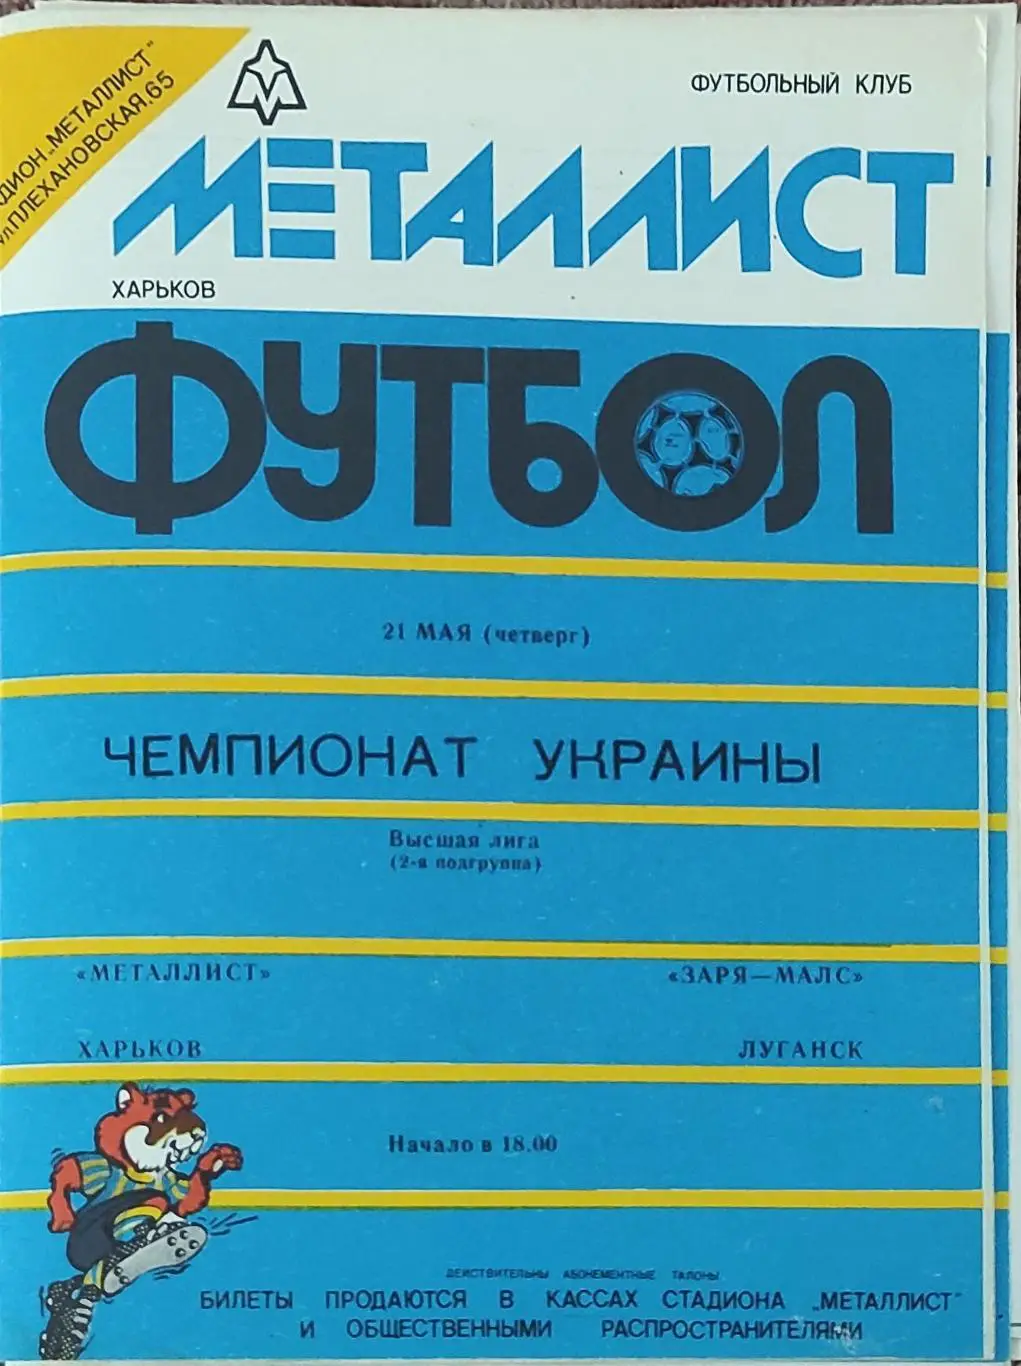 ДИОН „МЕТАЛЛИСТ“
УЛ ПЛЕХАНОВСКАЯ, 65
ФУТБОЛЬНЫЙ КЛУБ
МЕТАЛЛИСТ
ХАРЬКОВ
ФУТБОЛ
21 МАЯ (четверг)
ЧЕМПИОНАТ УКРАИНЫ
Высшая лига
(2-я подгруппа)
«МЕТАЛЛИСТ» «ЗАРЯ—МАЛС»
ХАРЬКОВ ЛУГАНСК
Начало в 18.00
ДЕЙСТВИТЕЛЬНЫ АБОНЕМЕНТНЫЕ ТАЛОНЫ
БИЛЕТЫ ПРОДАЮТСЯ В КАССАХ СТАДИОНА „МЕТАЛЛИСТ“
И ОБЩЕСТВЕННЫМИ РАСПРОСТРАНИТЕЛЯМИ